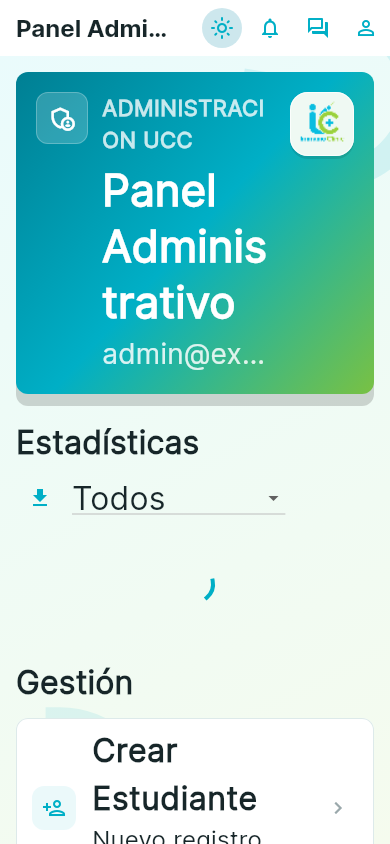 Panel Admi...
ADMINISTRACI
ON UCC
Panel
Adminis
trativo
admin@ex...
Estadísticas
Todos
Gestión
Crear
Estudiante
Nuevo registro